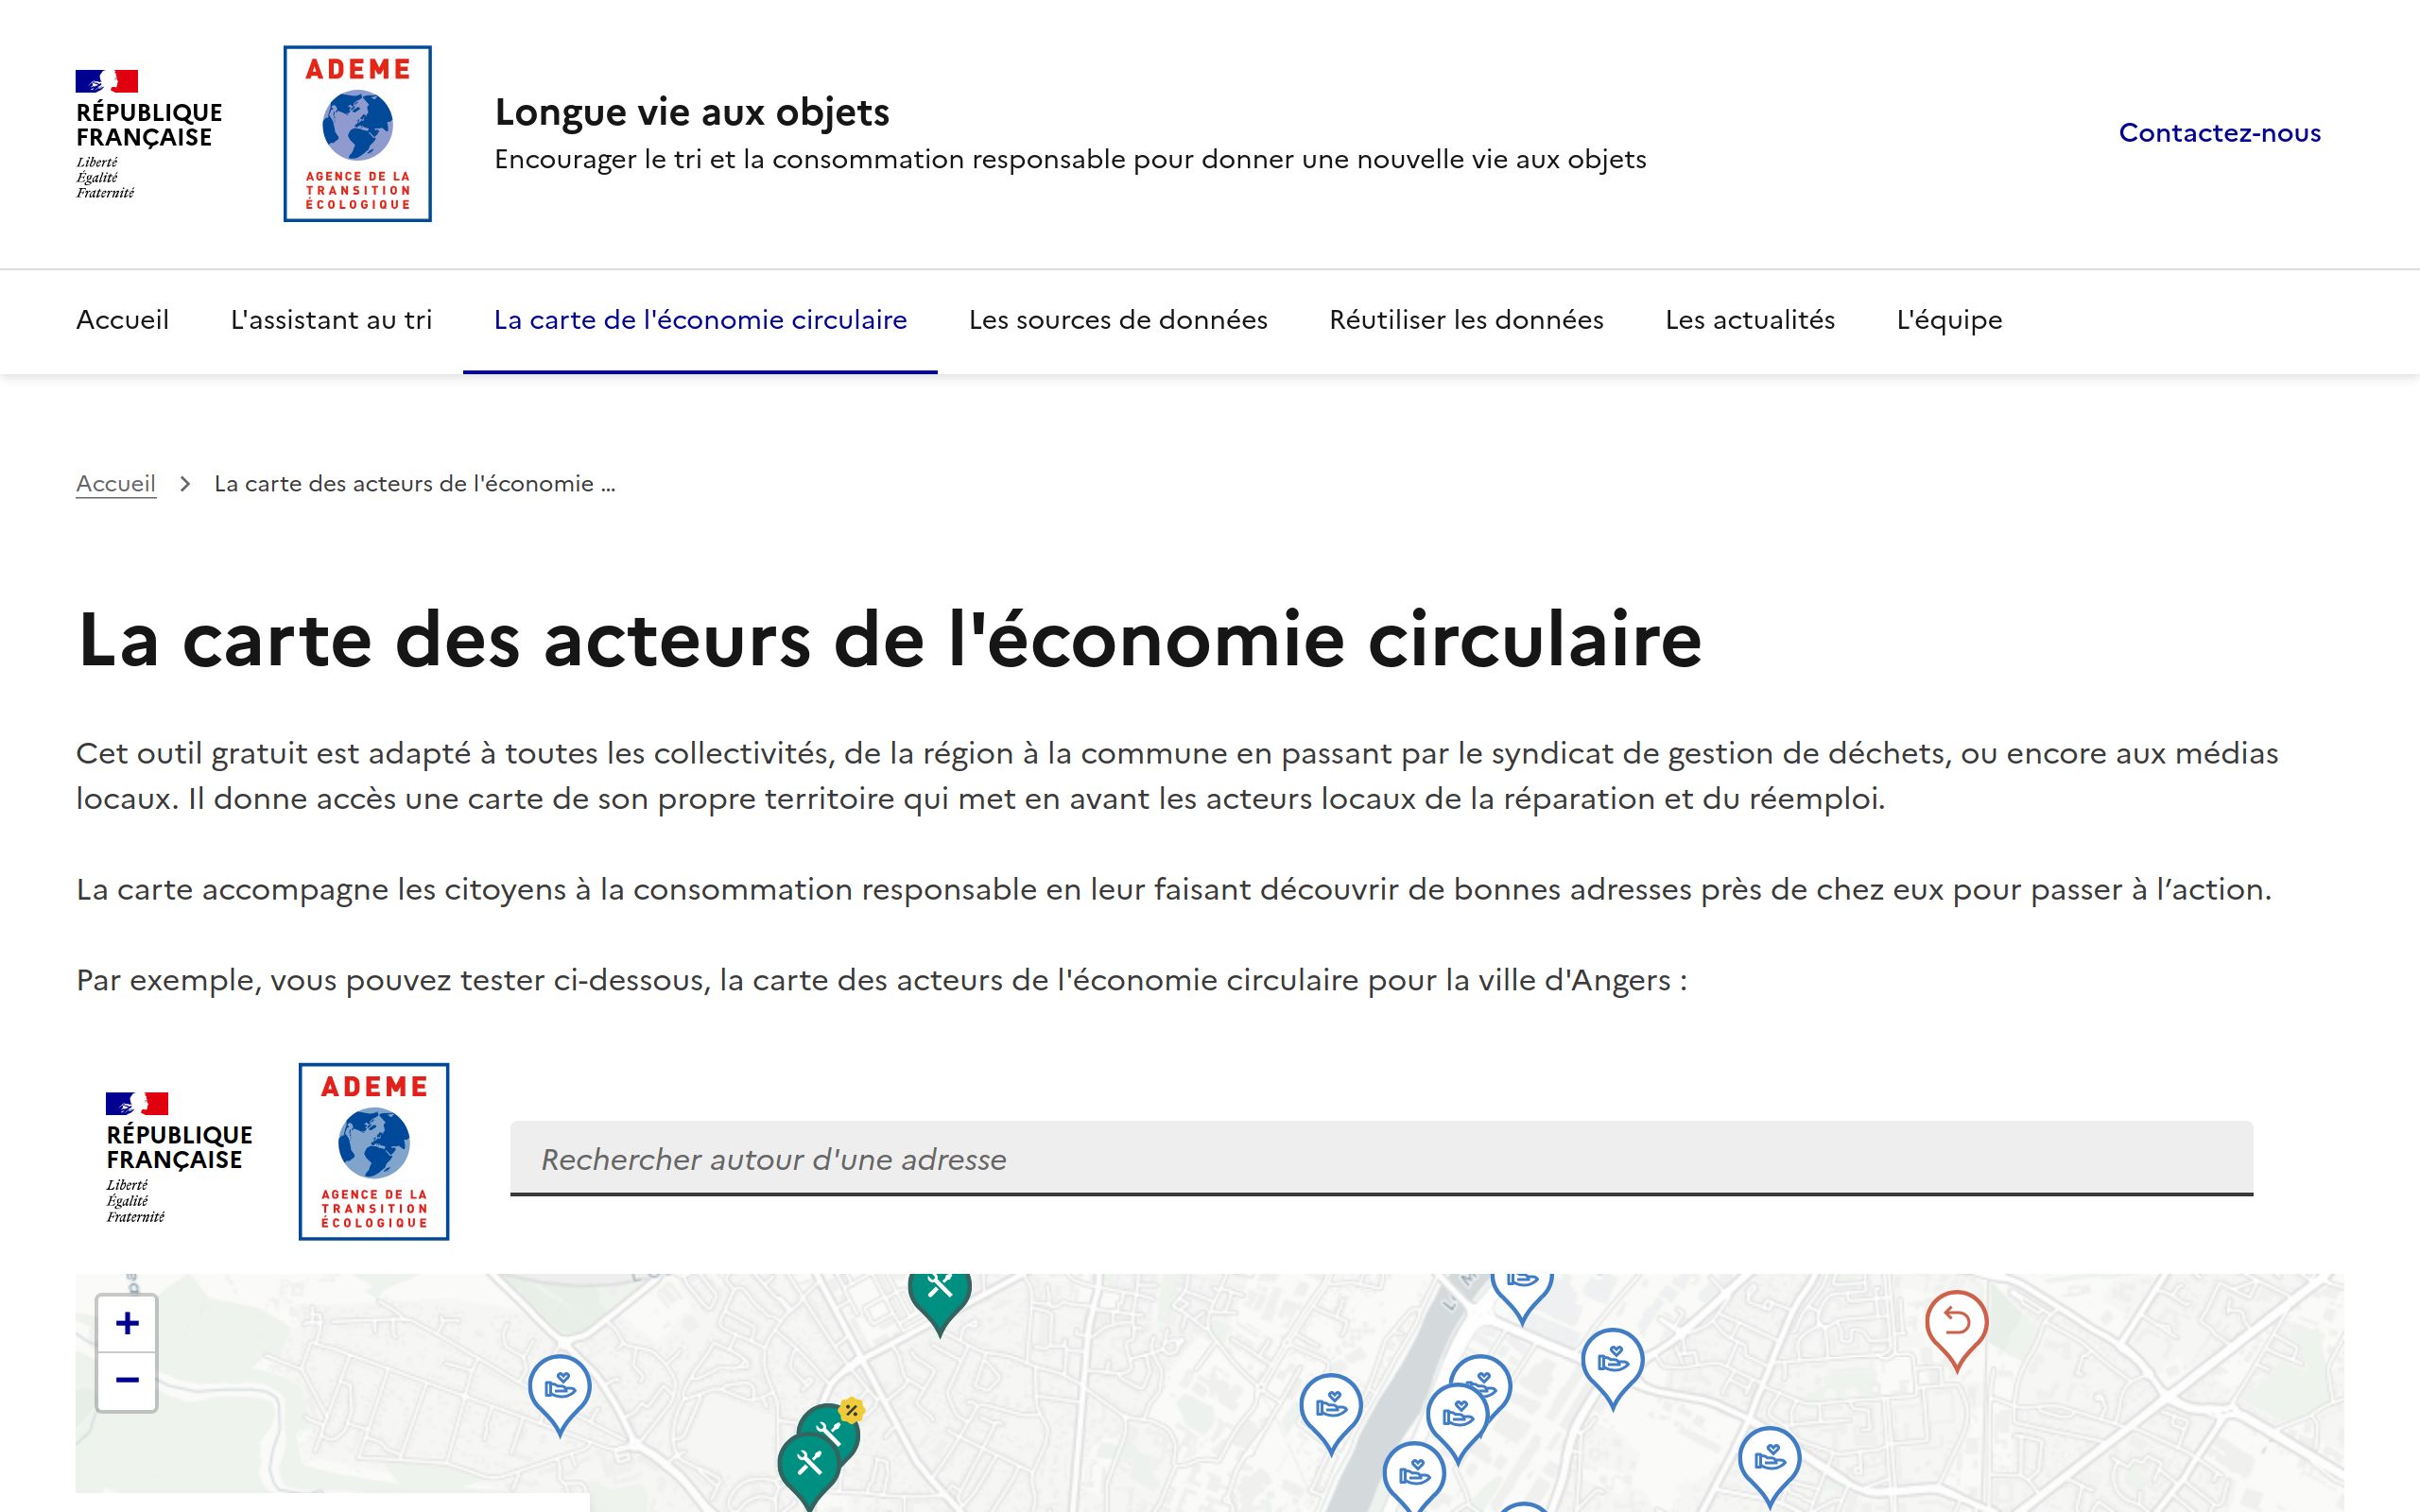 RÉPUBLIQUE
FRANÇAISE
Liberté
Égalité
Fraternité
ADEME
AGENCE DE LA
TRANSITION
ÉCOLOGIQUE
Longue vie aux objets
Encourager le tri et la consommation responsable pour donner une nouvelle vie aux objets
Contactez-nous
Accueil L'assistant au tri La carte de l'économie circulaire Les sources de données Réutiliser les données Les actualités L'équipe
Accueil > La carte des acteurs de l'économie ...
La carte des acteurs de l'économie circulaire
Cet outil gratuit est adapté à toutes les collectivités, de la région à la commune en passant par le syndicat de gestion de déchets, ou encore aux médias
locaux. Il donne accès une carte de son propre territoire qui met en avant les acteurs locaux de la réparation et du réemploi.
La carte accompagne les citoyens à la consommation responsable en leur faisant découvrir de bonnes adresses près de chez eux pour passer à l’action.
Par exemple, vous pouvez tester ci-dessous, la carte des acteurs de l'économie circulaire pour la ville d'Angers :
RÉPUBLIQUE
FRANÇAISE
Liberté
Égalité
Fraternité
ADEME
AGENCE DE LA
TRANSITION
ÉCOLOGIQUE
Rechercher autour d'une adresse
+
−
%